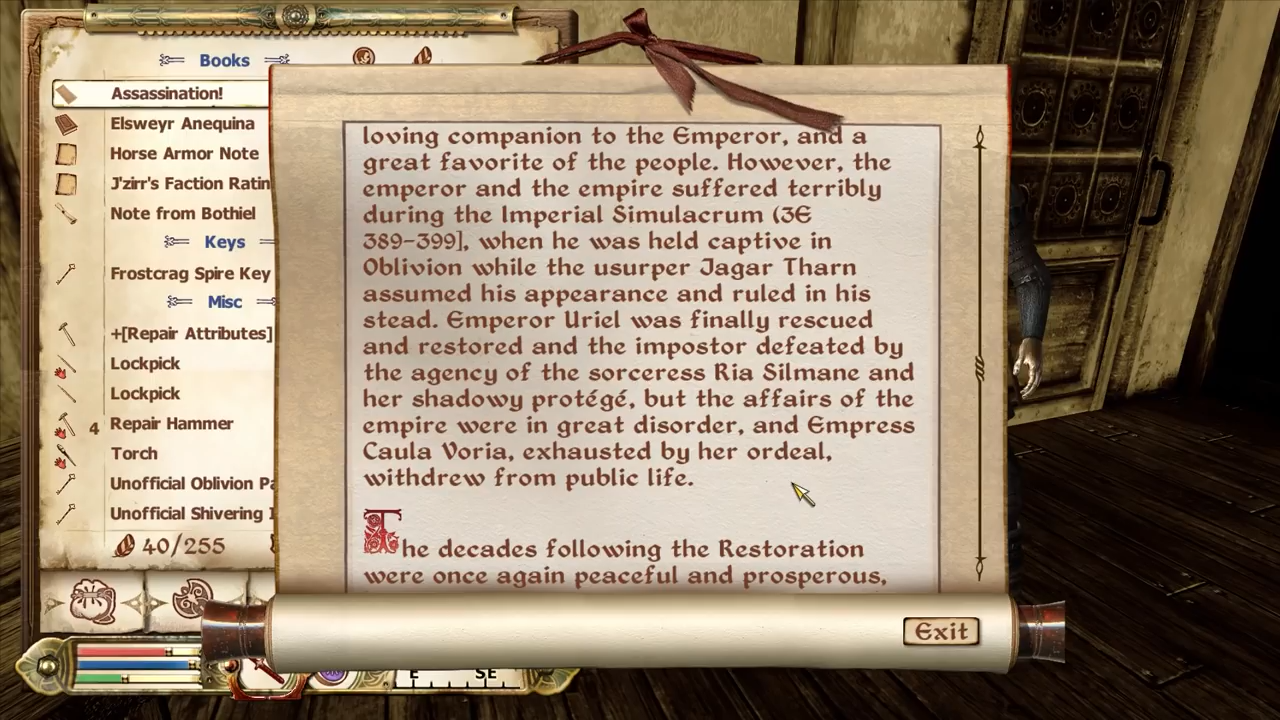 Books
Assassination!
Elsweyr Anequina
Horse Armor Note
J'zirr's Faction Ratin
Note from Bothiel
Keys
Frostcrag Spire Key
Misc
+[Repair Attributes]
Lockpick
Lockpick
4 Repair Hammer
Torch
Unofficial Oblivion Pa
Unofficial Shivering I
40/255
loving companion to the Emperor, and a
great favorite of the people. However, the
emperor and the empire suffered terribly
during the Imperial Simulacrum (3E
389-399], when he was held captive in
Oblivion while the usurper Jagar Tharn
assumed his appearance and ruled in his
stead. Emperor Uriel was finally rescued
and restored and the impostor defeated by
the agency of the sorceress Ria Silmane and
her shadowy protégé, but the affairs of the
empire were in great disorder, and Empress
Caula Voria, exhausted by her ordeal,
withdrew from public life.
The decades following the Restoration
were once again peaceful and prosperous,
Exit
E SE